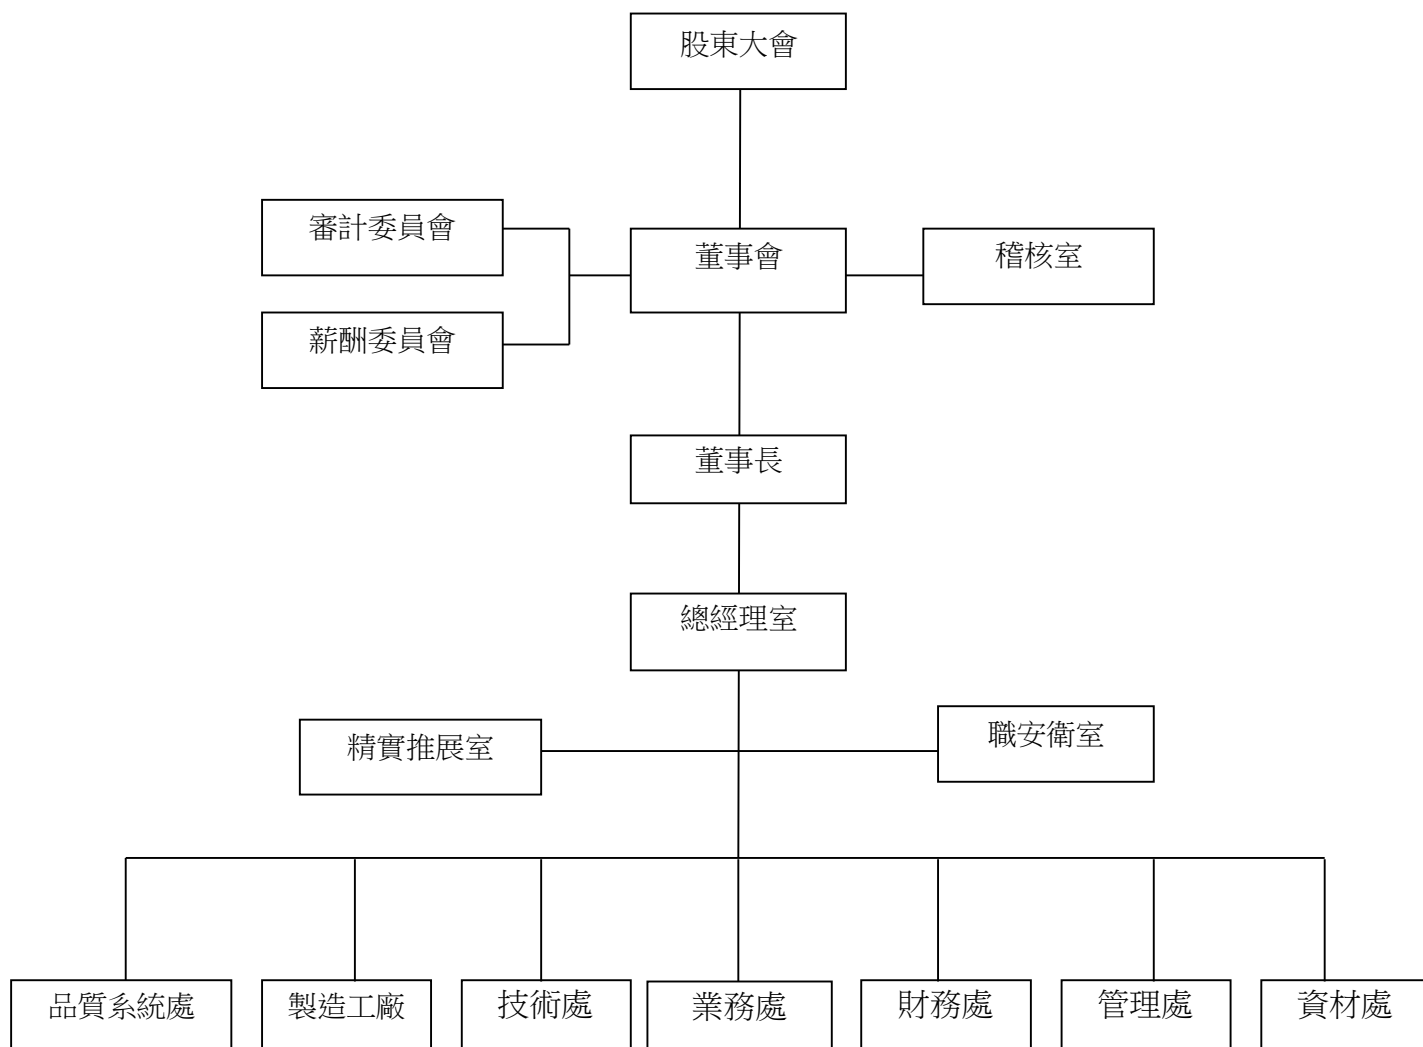 股東大會
審計委員會
董事會
稽核室
薪酬委員會
董事長
總經理室
精實推展室
職安衛室
品質系統處
製造工廠
技術處
業務處
財務處
管理處
資材處